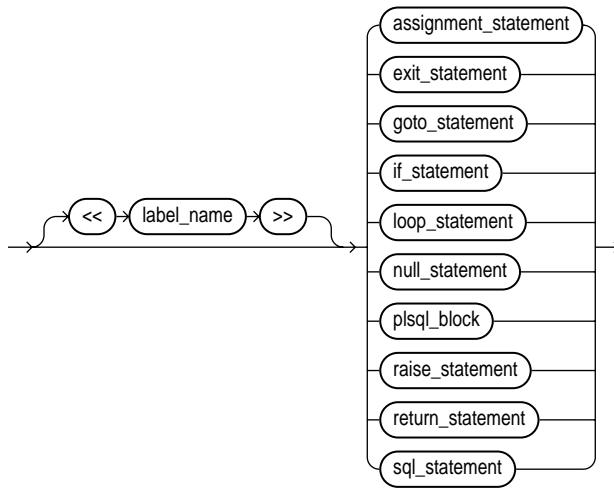 assignment_statement
exit_statement
goto_statement
if_statement
<< label_name >>
loop_statement
null_statement
plsql_block
raise_statement
return_statement
sql_statement